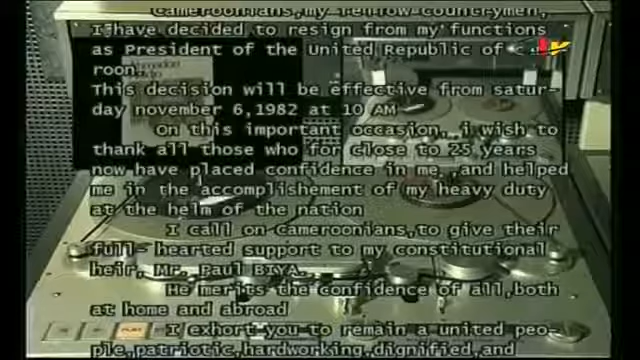 Cameroonians,my fellow countrymen,
I have decided to resign from my functions
as President of the United Republic of
roon.
This decision will be effective from satur-
day november 6,1982 at 10 AM
On this important occasion, i wish to
thank all those who for close to 25 years
now have placed confidence in me, and helped
me in the accomplishement of my heavy duty
at the helm of the nation
I call on cameroonians,to give their
full- hearted support to my constitutional
heir, Mr. Paul BIYA.
He merits the confidence of all,both
at home and abroad
I exhort you to remain a united peo-
ple,patriotic,hardworking,dignified,and